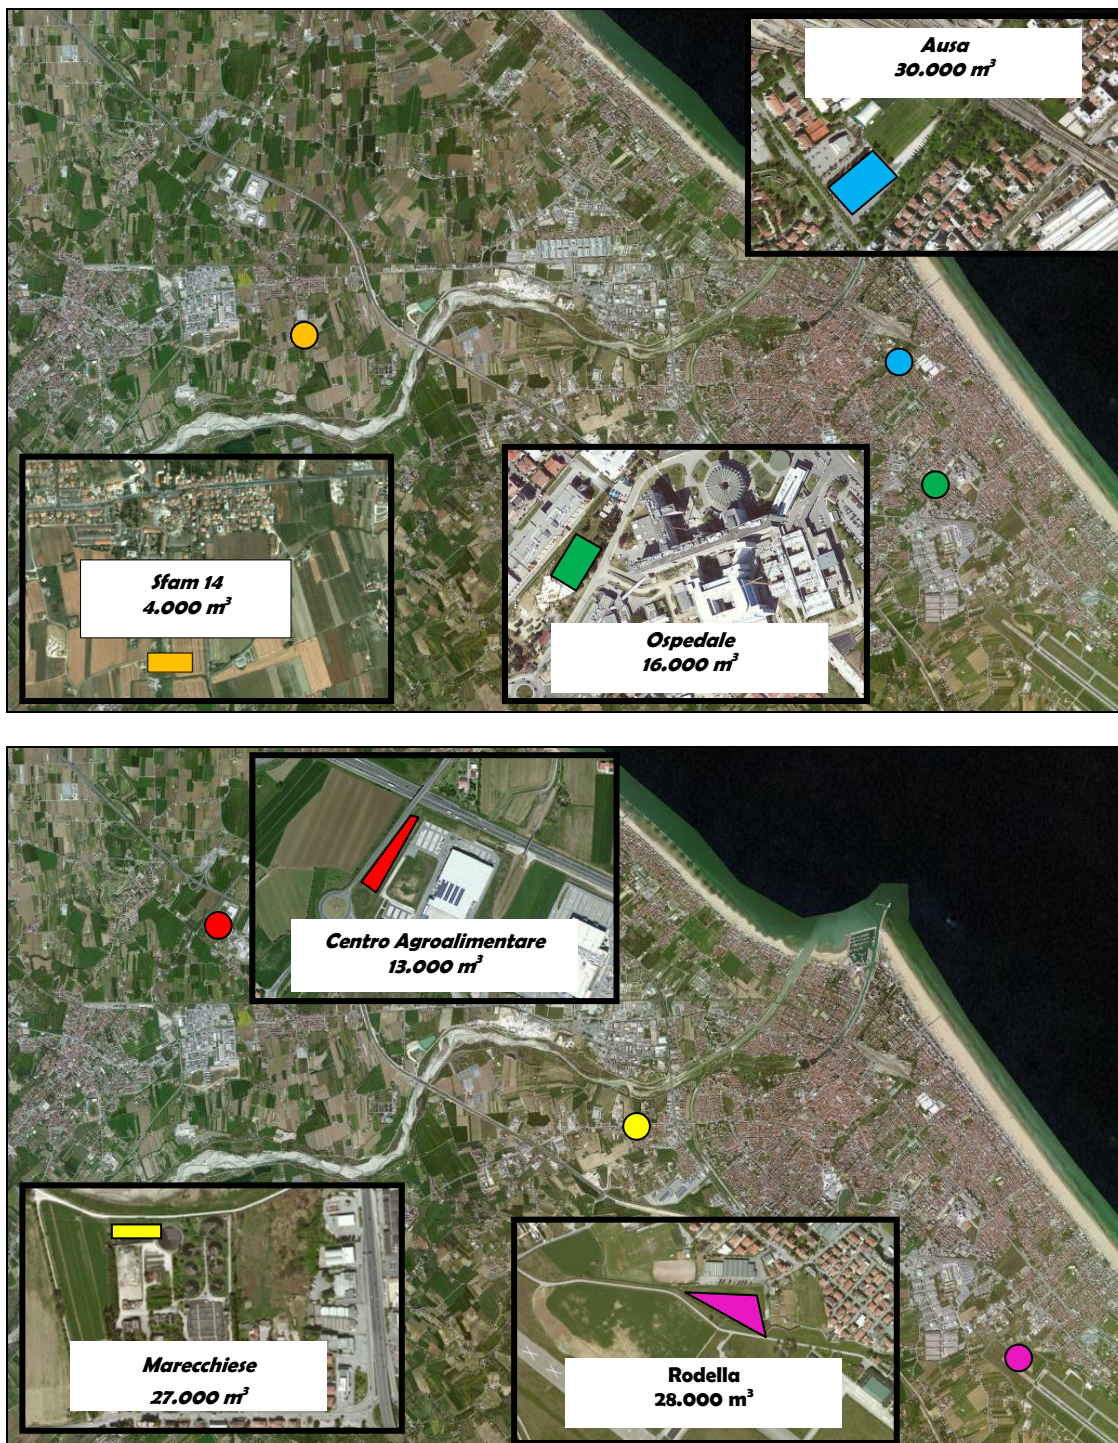 Ausa
30.000 m³
Sfam 14
4.000 m³
Ospedale
16.000 m³
Centro Agroalimentare
13.000 m³
Marecchiese
27.000 m³
Rodella
28.000 m³